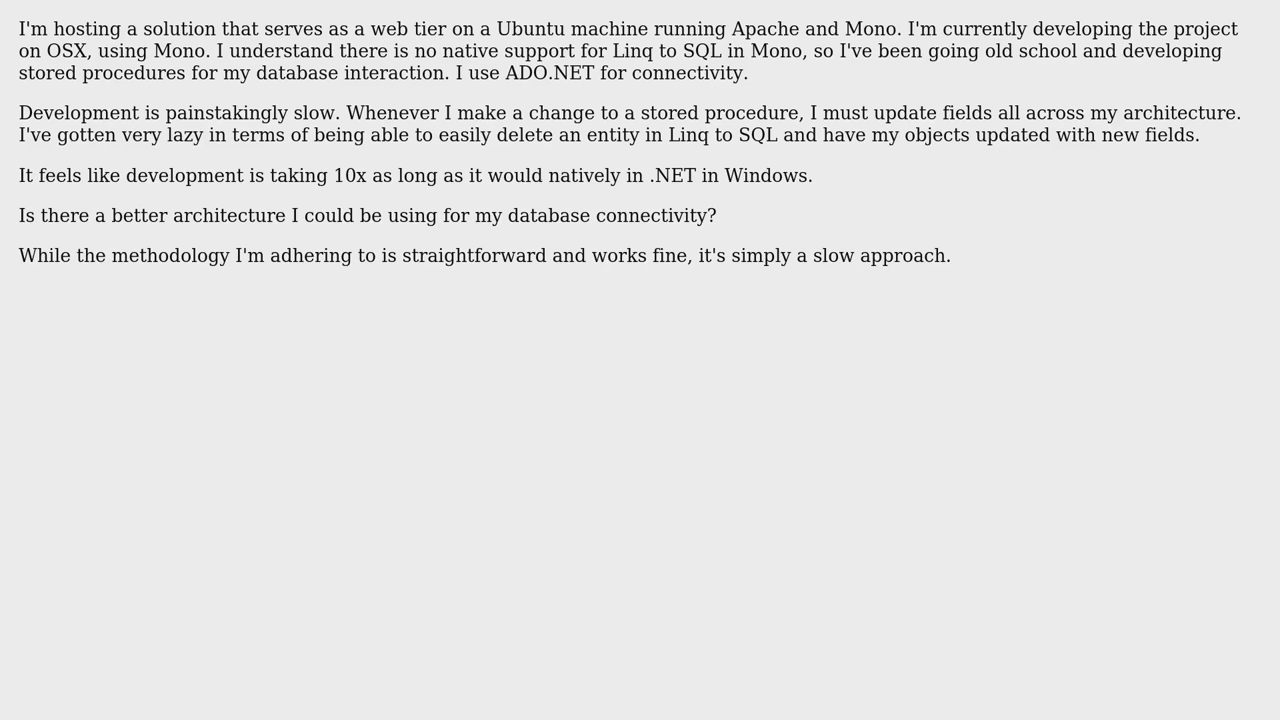 I'm hosting a solution that serves as a web tier on a Ubuntu machine running Apache and Mono. I'm currently developing the project
on OSX, using Mono. I understand there is no native support for Linq to SQL in Mono, so I've been going old school and developing
stored procedures for my database interaction. I use ADO.NET for connectivity.
Development is painstakingly slow. Whenever I make a change to a stored procedure, I must update fields all across my architecture.
I've gotten very lazy in terms of being able to easily delete an entity in Linq to SQL and have my objects updated with new fields.
It feels like development is taking 10x as long as it would natively in .NET in Windows.
Is there a better architecture I could be using for my database connectivity?
While the methodology I'm adhering to is straightforward and works fine, it's simply a slow approach.